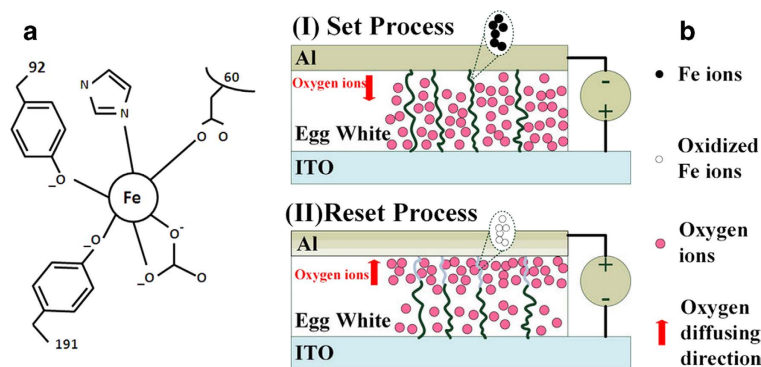 a
92
60
O
O
–O
Fe
O-
–O
O
–O
191
(I) Set Process
Al
Oxygen ions
Egg White
ITO
-
+
(II)Reset Process
Al
Oxygen ions
Egg White
ITO
+
-
b
Fe ions
Oxidized
Fe ions
Oxygen
ions
Oxygen
diffusing
direction